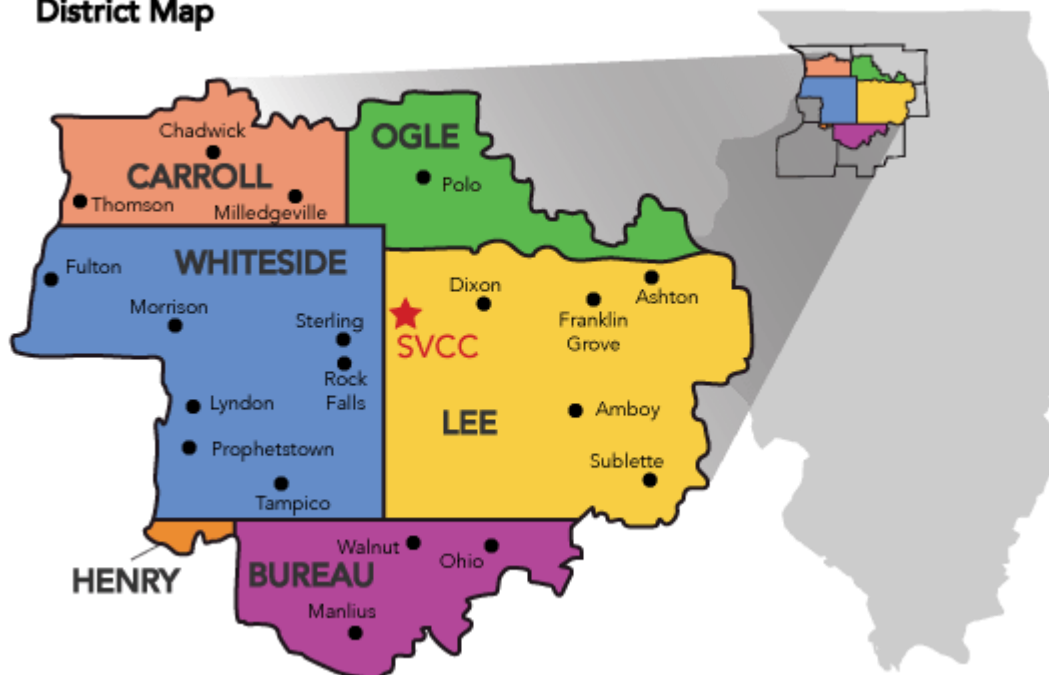 District Map
Chadwick
CARROLL
Thomson
Milledgeville
OGLE
Polo
WHITESIDE
Fulton
Morrison
Sterling
Rock
Falls
Lyndon
Prophetstown
Tampico
Dixon
SVCC
Franklin
Grove
Ashton
LEE
Amboy
Sublette
HENRY
BUREAU
Walnut
Ohio
Manlius